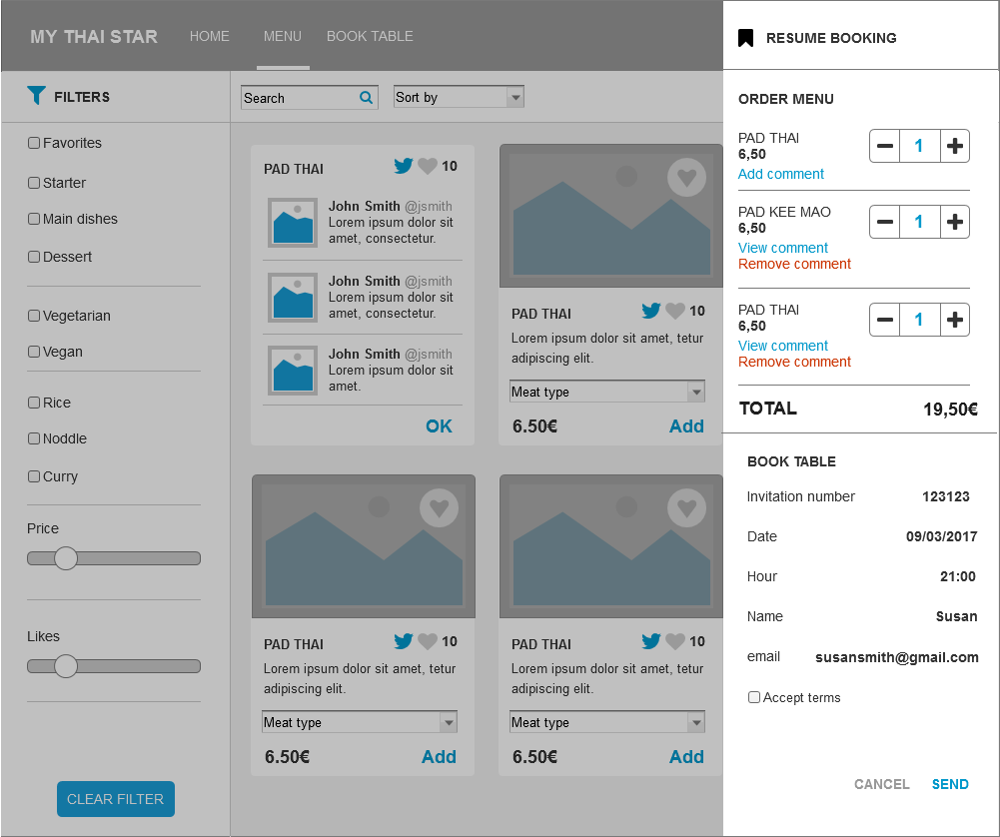 MY THAI STAR
HOME
MENU
BOOK TABLE
FILTERS
Favorites
Starter
Main dishes
Dessert
Vegetarian
Vegan
Rice
Noddle
Curry
Price
Likes
CLEAR FILTER
Search
Sort by
PAD THAI
10
John Smith @jsmith
Lorem ipsum dolor sit
amet, consectetur.
John Smith @jsmith
Lorem ipsum dolor sit
amet, consectetur.
John Smith @jsmith
Lorem ipsum dolor sit
amet.
OK
PAD THAI
10
Lorem ipsum dolor sit amet, tetur
adipiscing elit.
Meat type
6.50€
Add
PAD THAI
10
Lorem ipsum dolor sit amet, tetur
adipiscing elit.
Meat type
6.50€
Add
PAD THAI
10
Lorem ipsum dolor sit amet, tetur
adipiscing elit.
Meat type
6.50€
Add
RESUME BOOKING
ORDER MENU
PAD THAI
6,50
Add comment
1
PAD KEE MAO
6,50
View comment
Remove comment
1
PAD THAI
6,50
View comment
Remove comment
1
TOTAL
19,50€
BOOK TABLE
Invitation number
123123
Date
09/03/2017
Hour
21:00
Name
Susan
email
susansmith@gmail.com
Accept terms
CANCEL
SEND